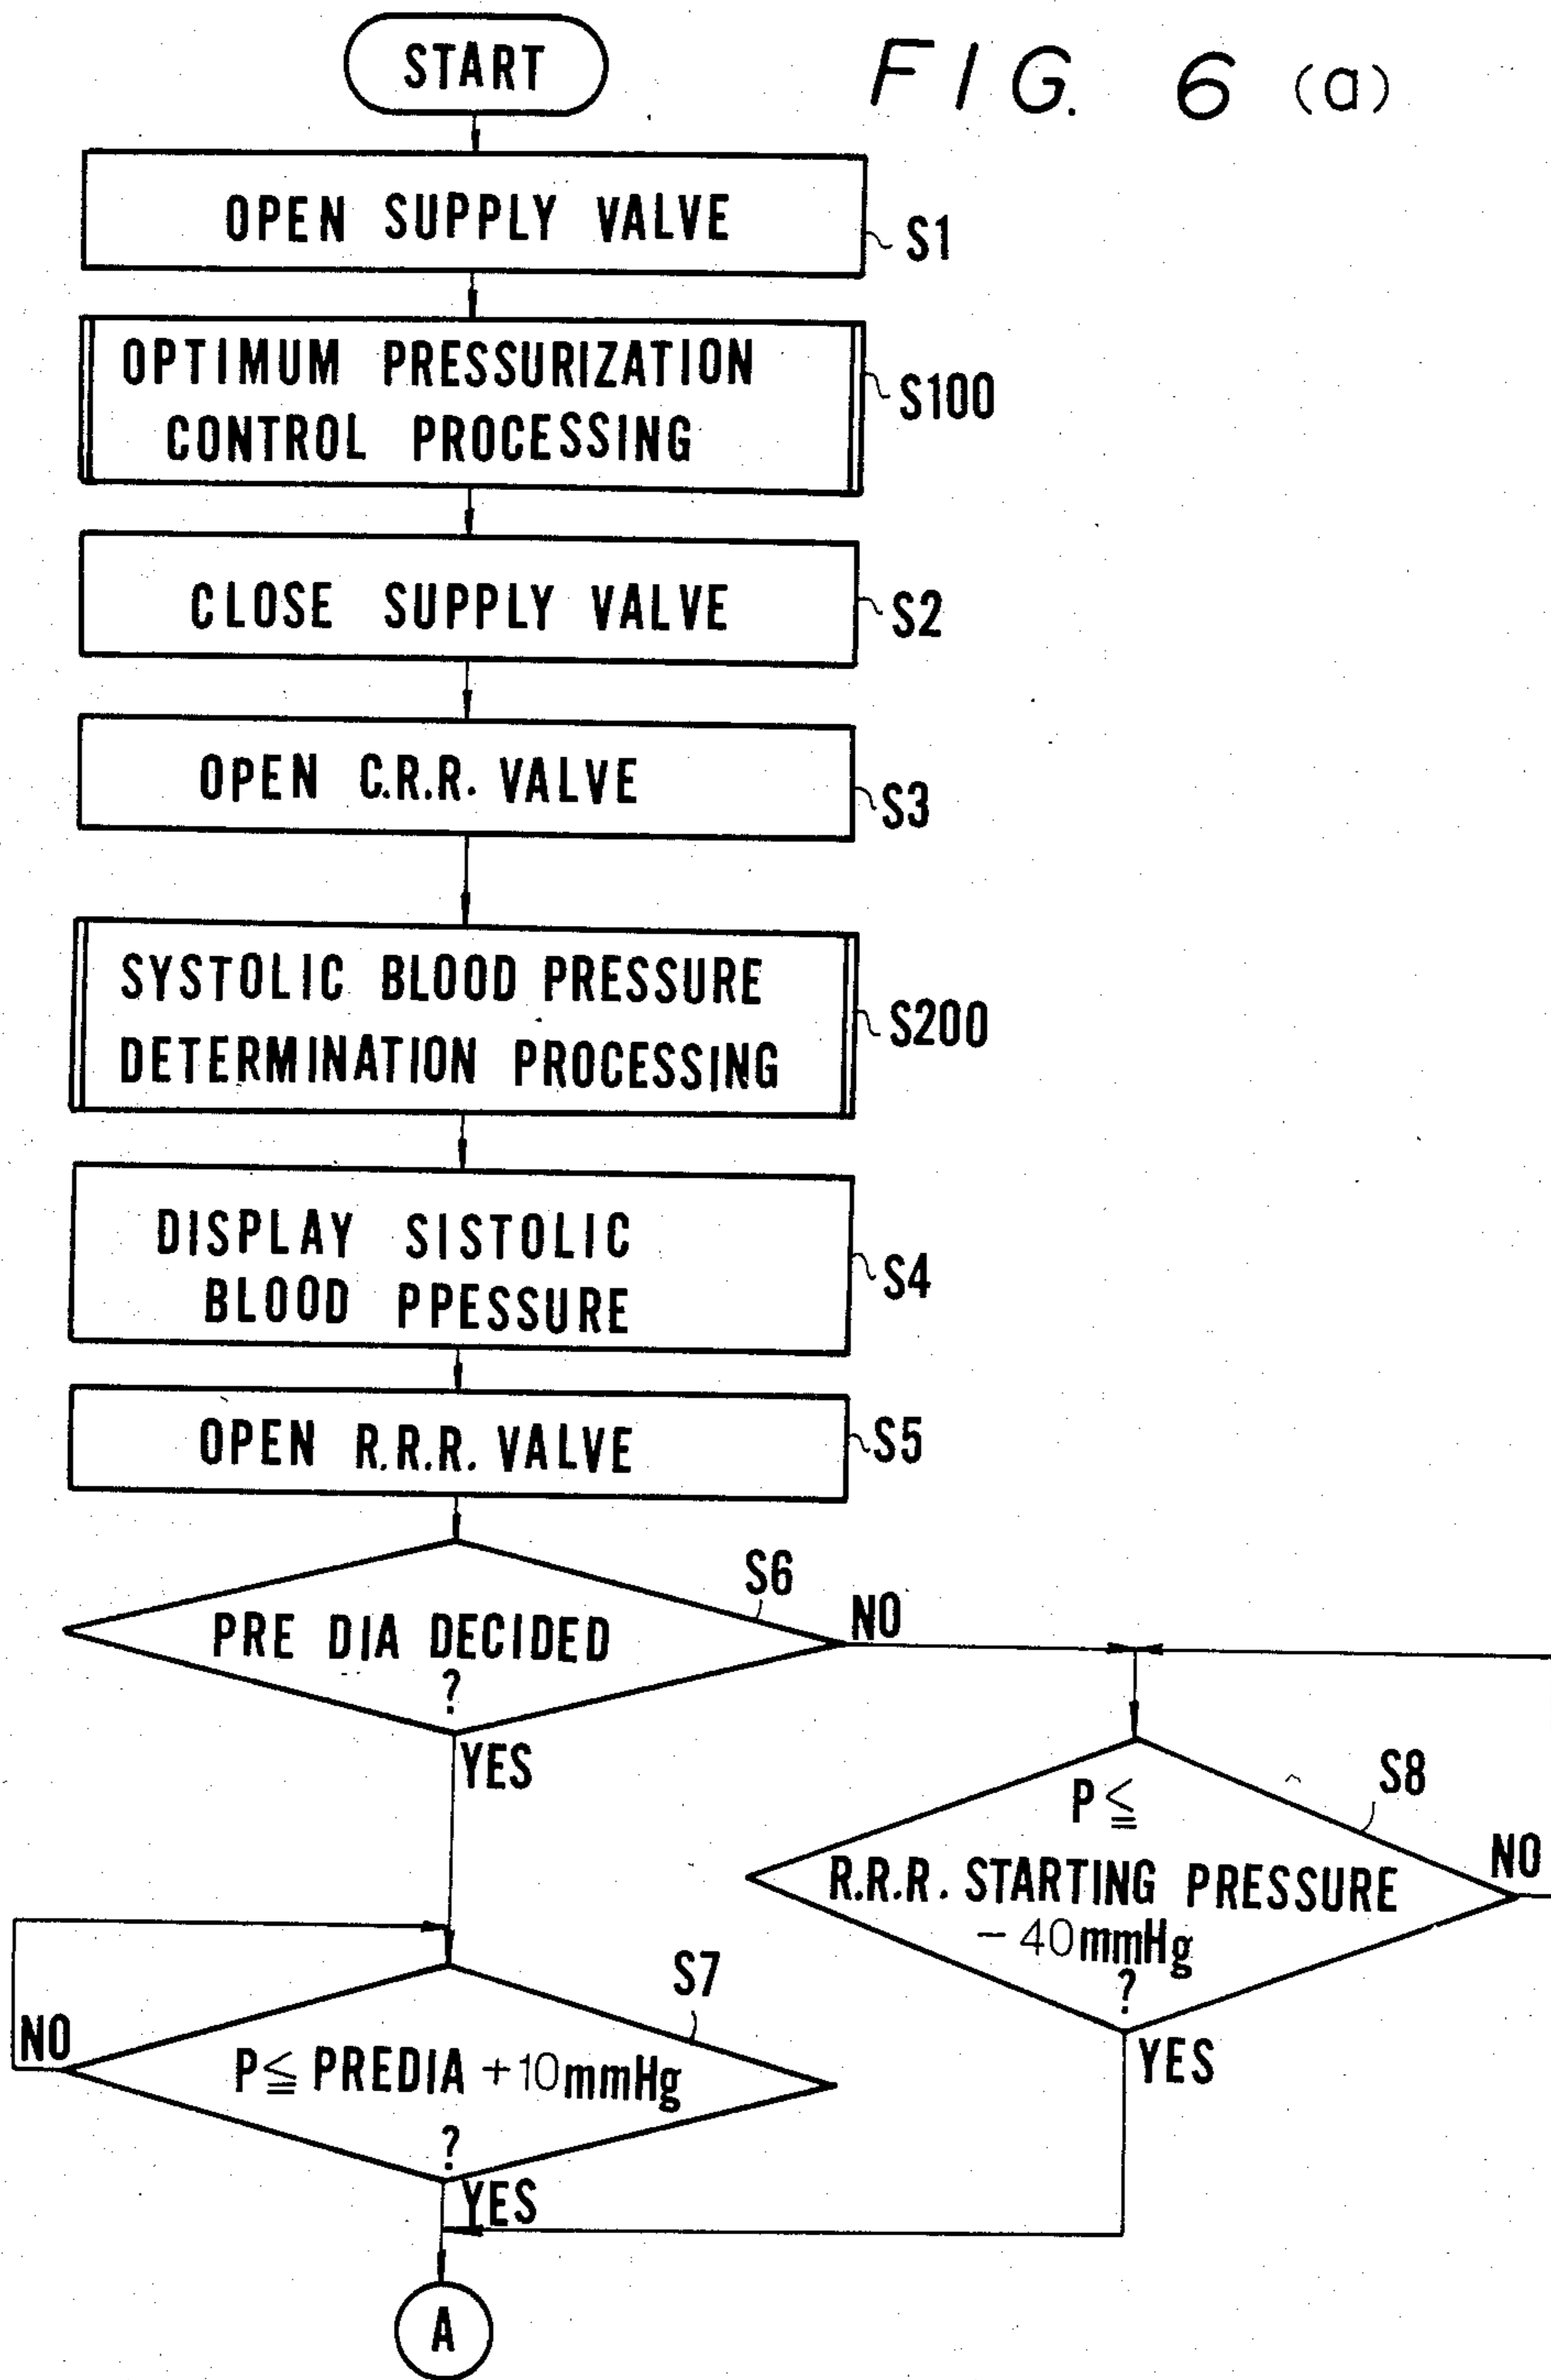 START
FIG. 6 (a)
OPEN SUPPLY VALVE
S1
OPTIMUM PRESSURIZATION
CONTROL PROCESSING
S100
CLOSE SUPPLY VALVE
S2
OPEN C.R.R. VALVE
S3
SYSTOLIC BLOOD PRESSURE
DETERMINATION PROCESSING
S200
DISPLAY SISTOLIC
BLOOD PPESSURE
S4
OPEN R.R.R. VALVE
S5
S6
PRE DIA DECIDED
?
NO
YES
S8
P ≦
R.R.R. STARTING PRESSURE
- 40mmHg
?
NO
YES
S7
P ≦ PREDIA +10mmHg
?
NO
YES
A